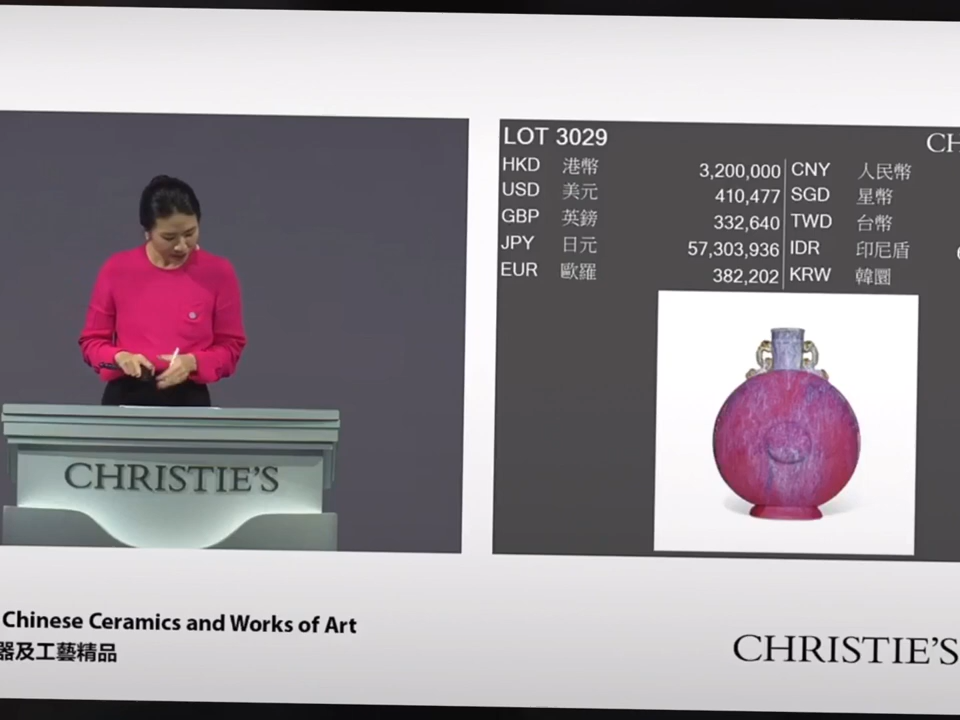 LOT 3029
CH
HKD 港幣 3,200,000 CNY 人民幣
USD 美元 410,477 SGD 星幣
GBP 英鎊 332,640 TWD 台幣
JPY 日元 57,303,936 IDR 印尼盾
EUR 歐羅 382,202 KRW 韓圜
CHRISTIE'S
Chinese Ceramics and Works of Art
器及工藝精品
CHRISTIE'S